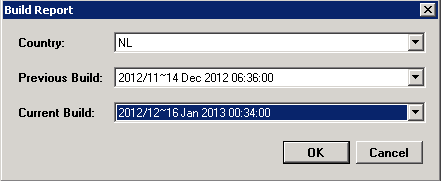 Build Report
Country: NL
Previous Build: 2012/11~14 Dec 2012 06:36:00
Current Build: 2012/12~16 Jan 2013 00:34:00
OK Cancel